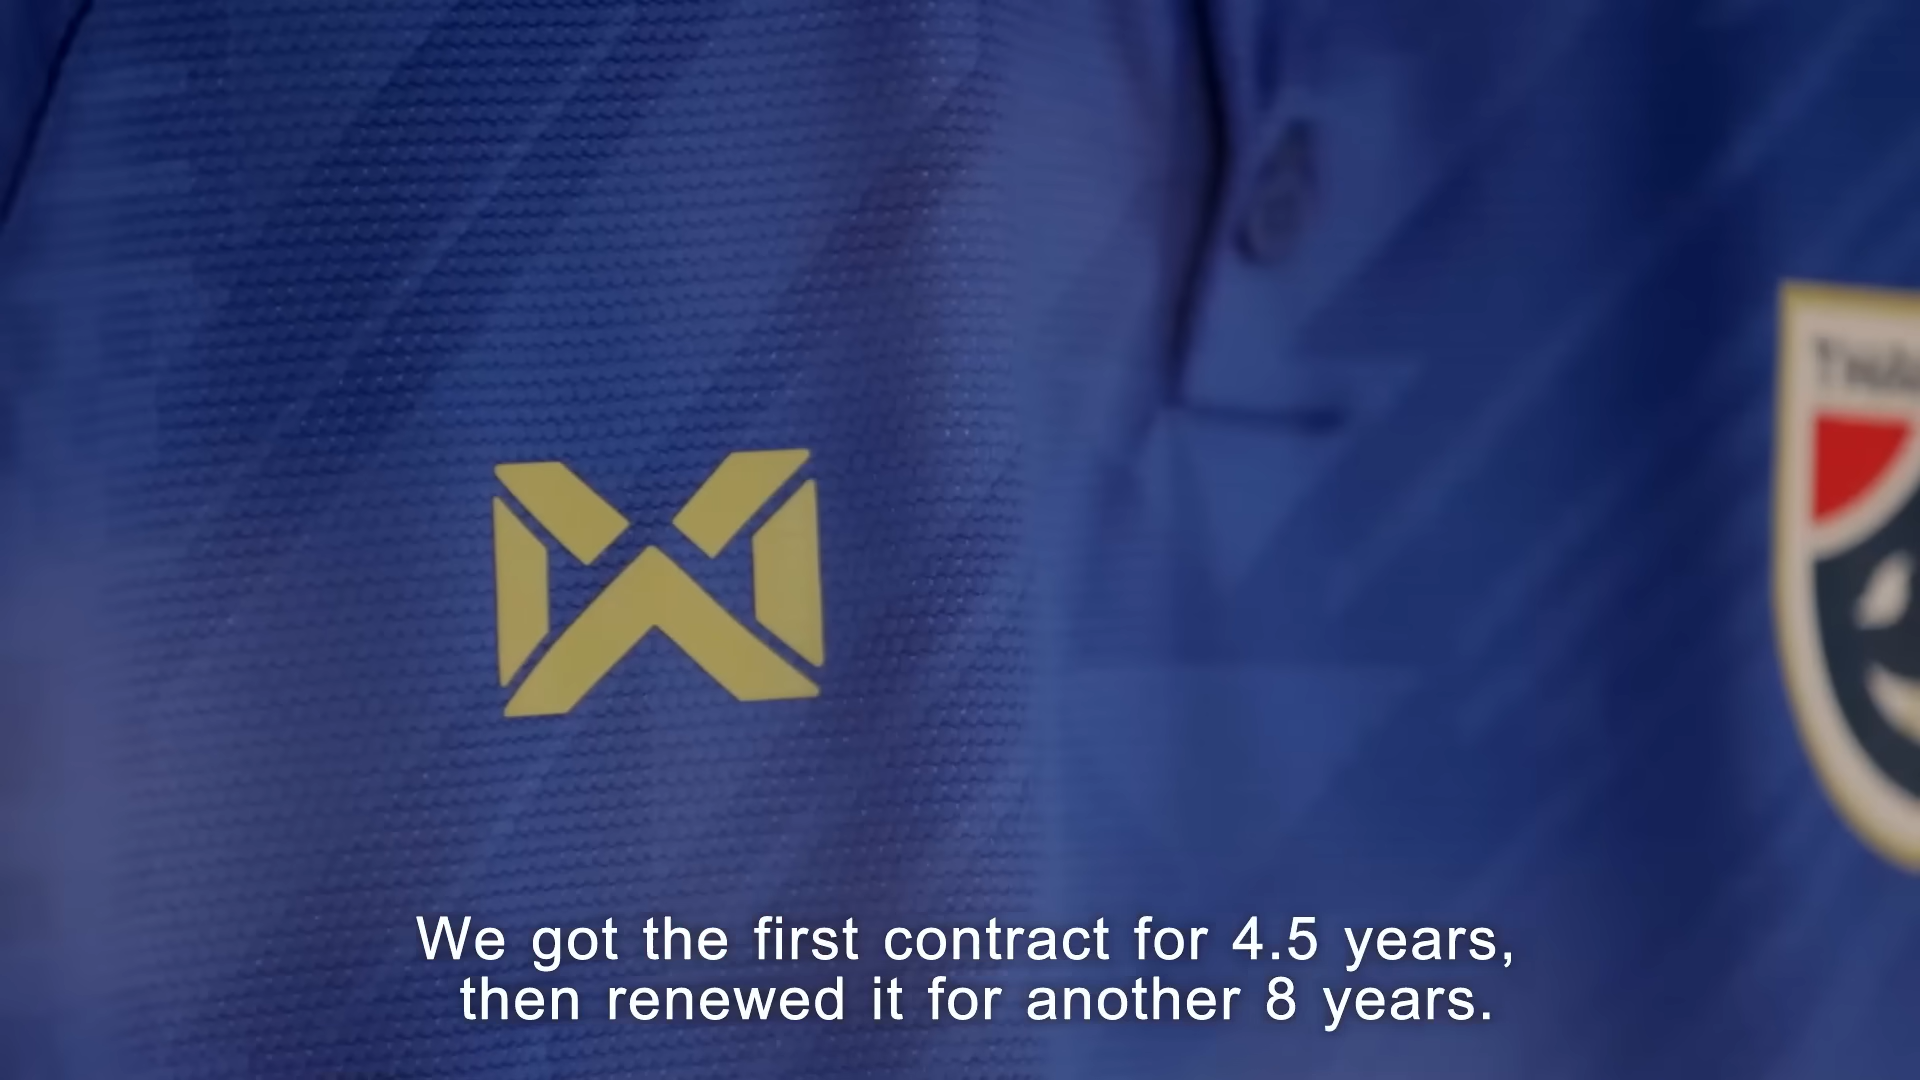 We got the first contract for 4.5 years,
then renewed it for another 8 years.